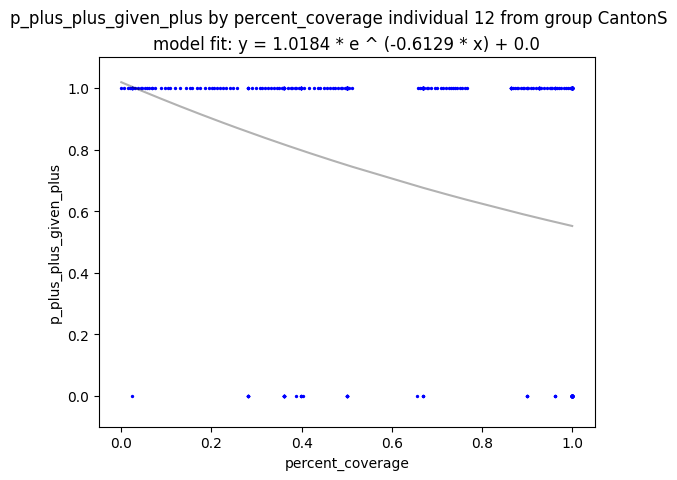 p_plus_plus_given_plus by percent_coverage individual 12 from group CantonS
model fit: y = 1.0184 * e ^ (-0.6129 * x) + 0.0
1.0
0.8
0.6
0.4
0.2
0.0
p_plus_plus_given_plus
0.0 0.2 0.4 0.6 0.8 1.0
percent_coverage